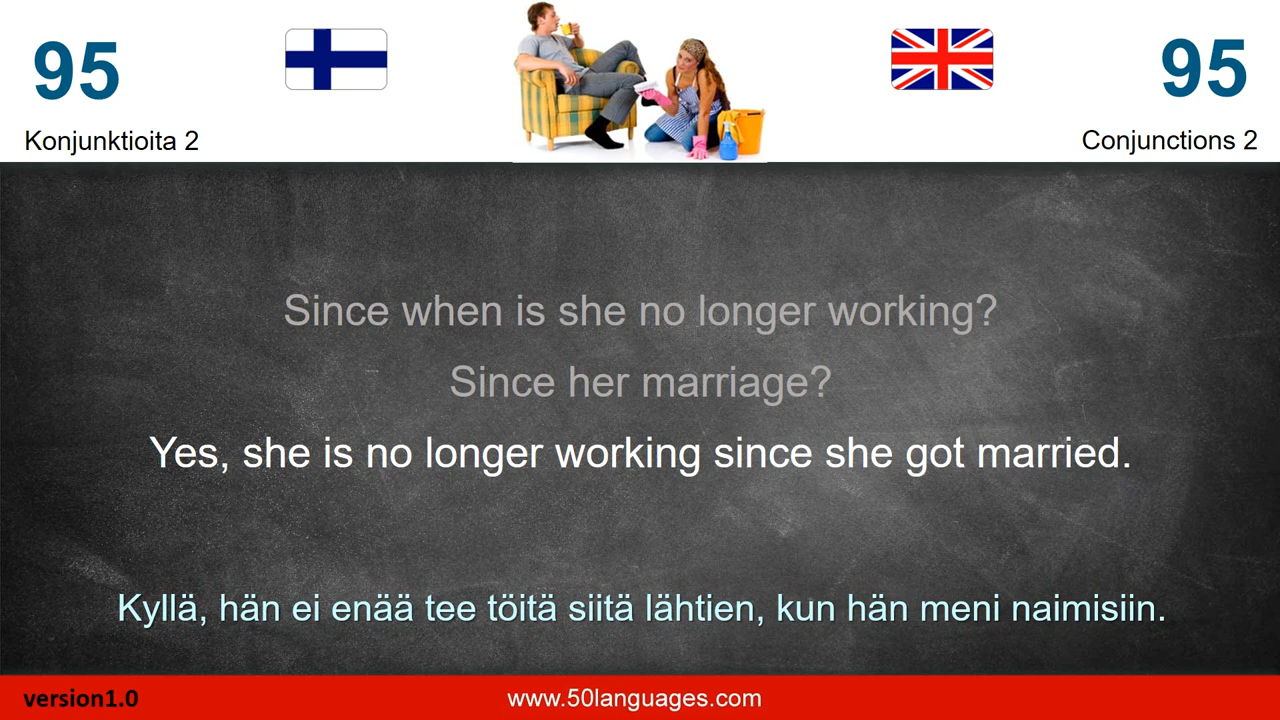 95
95
Konjunktioita 2
Conjunctions 2
Since when is she no longer working?
Since her marriage?
Yes, she is no longer working since she got married.
Kyllä, hän ei enää tee töitä siitä lähtien, kun hän meni naimisiin.
version1.0
www.50languages.com